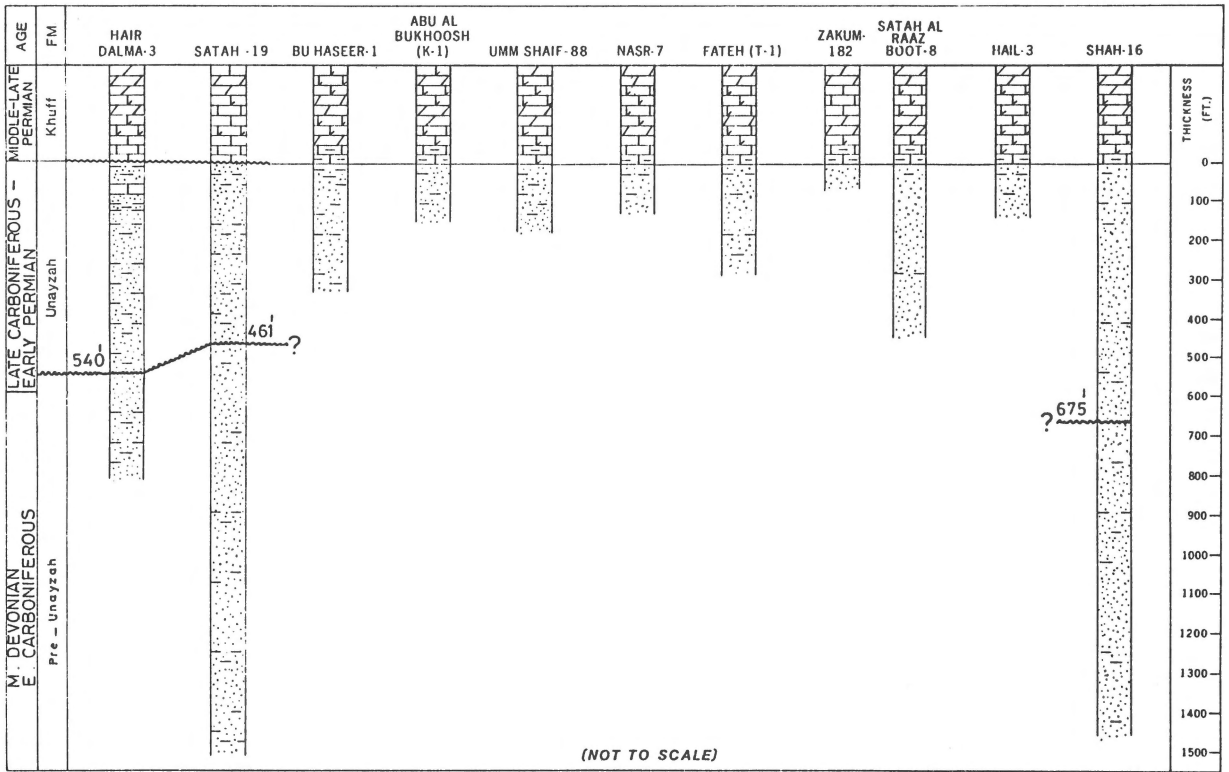 AGE
FM
HAIR
DALMA-3
SATAH -19
BU HASEER-1
ABU AL
BUKHOOSH
(K-1)
UMM SHAIF-88
NASR-7
FATEH (T-1)
ZAKUM-
182
SATAH AL
RAAZ
BOOT-8
HAIL-3
SHAH-16
MIDDLE-LATE
PERMIAN
Khuff
THICKNESS
(FT.)
LATE CARBONIFEROUS –
EARLY PERMIAN
Unayzah
M. DEVONIAN
E. CARBONIFEROUS
Pre – Unayzah
540'
461'
?
?
675'
0
100
200
300
400
500
600
700
800
900
1000
1100
1200
1300
1400
1500
(NOT TO SCALE)